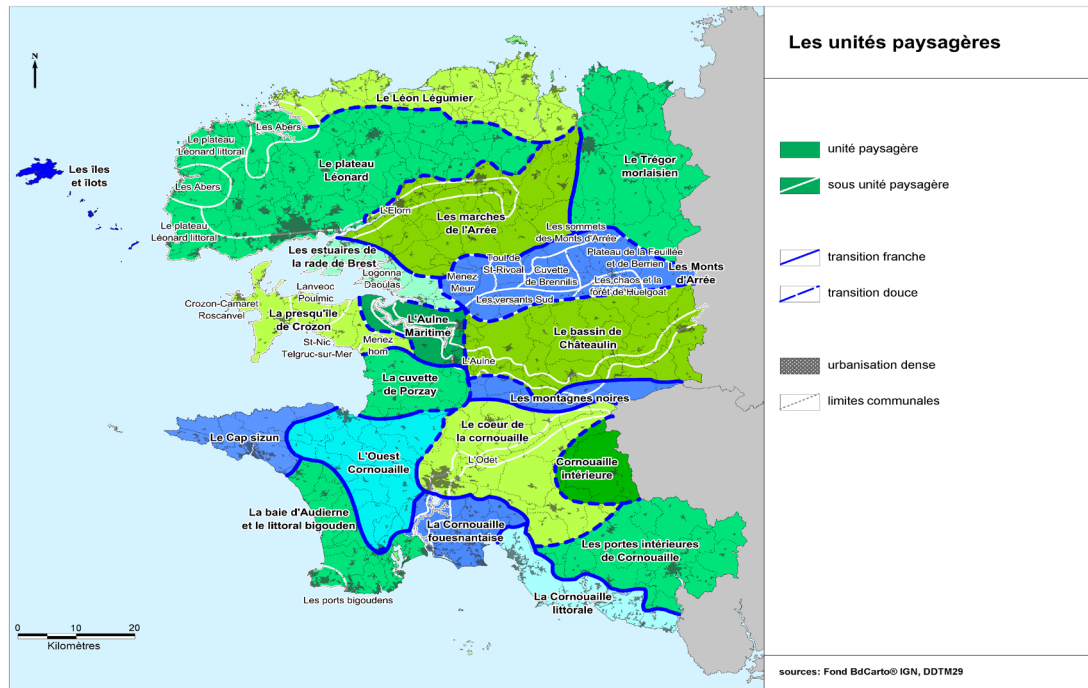 Les unités paysagères
N
Le Léon Légumier
Les Abers
Le plateau
Léonard littoral
Le plateau
Léonard
Le Trégor
morlaisien
Les îles
et îlots
Les Abers
L'Elorn
Les marches
de l'Arrée
Le plateau
Léonard littoral
Les sommets
des Monts d'Arrée
Les estuaires de
la rade de Brest
Toul de
St-Rivoal
Plateau de la Feuillée
et de Berrien
Logonna
Daoulas
Menez
Meur
Cuvette
de Brennilis
Les Monts
d'Arrée
Les chaos et la
forêt de Huelgoat
Les versants Sud
Lanveoc
Poulmic
Crozon-Camaret
Roscanvel
La presqu'île
de Crozon
L'Aulne
Maritime
Le bassin de
Châteaulin
St-Nic
Telgruc-sur-Mer
Menez
hom
L'Aulne
La cuvette
de Porzay
Les montagnes noires
Le coeur de
la cornouaille
Le Cap sizun
L'Ouest
Cornouaille
L'Odet
Cornouaille
intérieure
La baie d'Audierne
et le littoral bigouden
La Cornouaille
fouesnantaise
Les portes intérieures
de Cornouaille
Les ports bigoudens
La Cornouaille
littorale
0 10 20
Kilomètres
unité paysagère
sous unité paysagère
transition franche
transition douce
urbanisation dense
limites communales
sources: Fond BdCarto® IGN, DDTM29